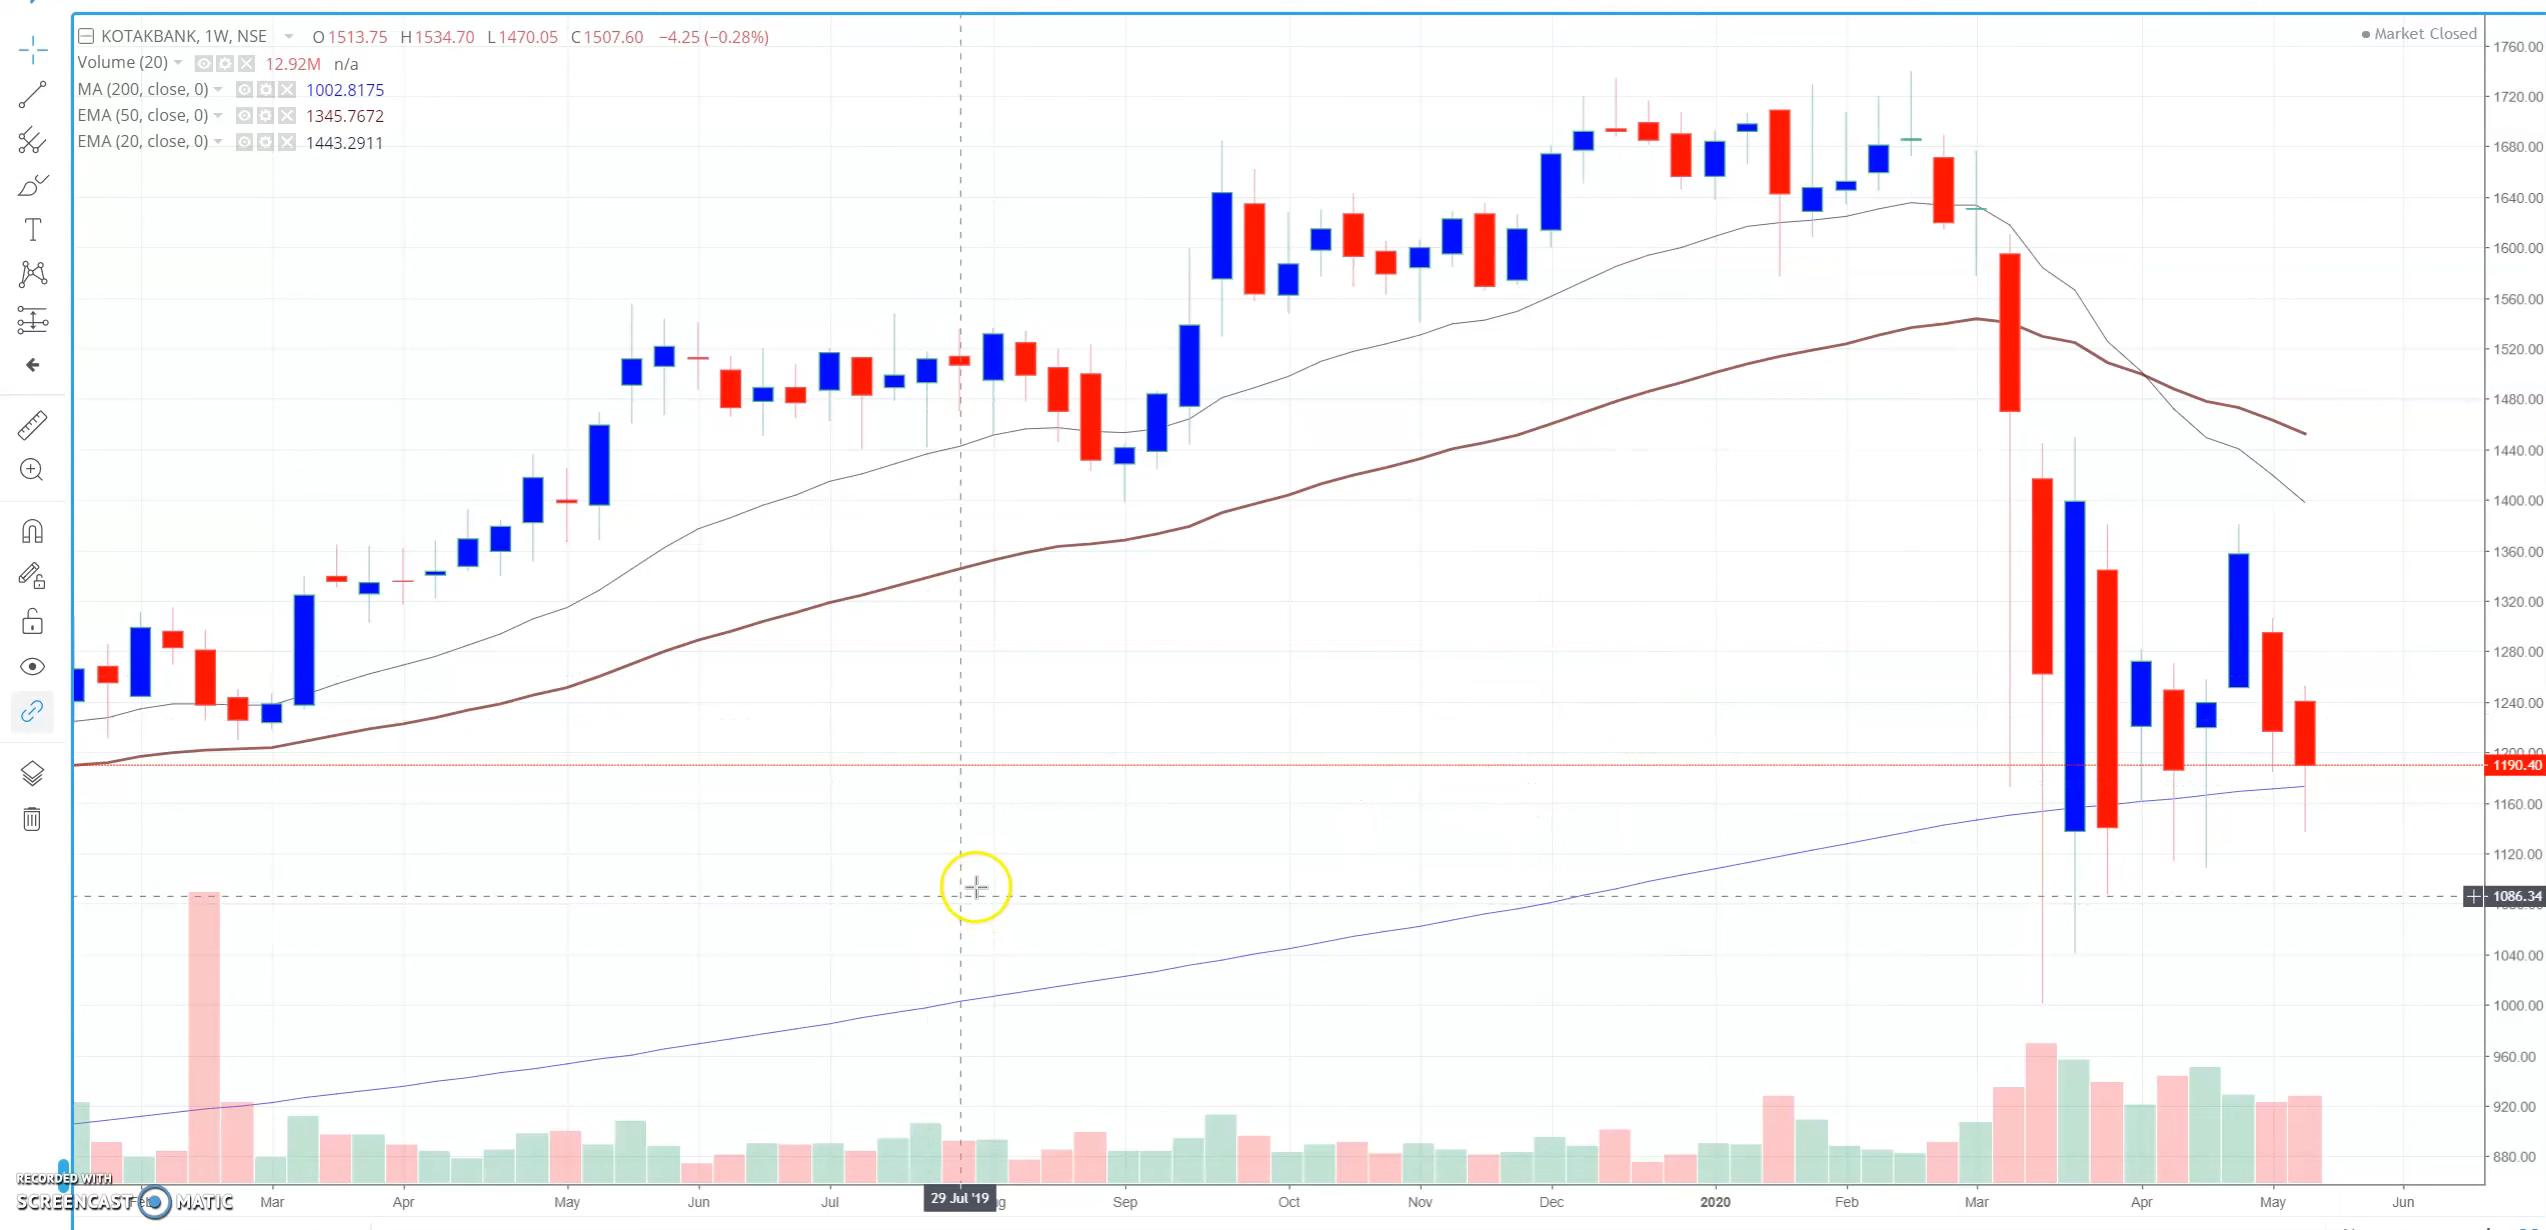 KOTAKBANK, 1W, NSE O1513.75 H1534.70 L1470.05 C1507.60 −4.25 (−0.28%)
Market Closed
Volume (20) 12.92M n/a
MA (200, close, 0) 1002.8175
EMA (50, close, 0) 1345.7672
EMA (20, close, 0) 1443.2911
1760.00
1720.00
1680.00
1640.00
1600.00
1560.00
1520.00
1480.00
1440.00
1400.00
1360.00
1320.00
1280.00
1240.00
1200.00
1190.40
1160.00
1120.00
1086.34
1040.00
1000.00
960.00
920.00
880.00
RECORDED WITH
SCREENCAST MATIC
Mar Apr May Jun Jul 29 Jul '19 Sep Oct Nov Dec 2020 Feb Mar Apr May Jun